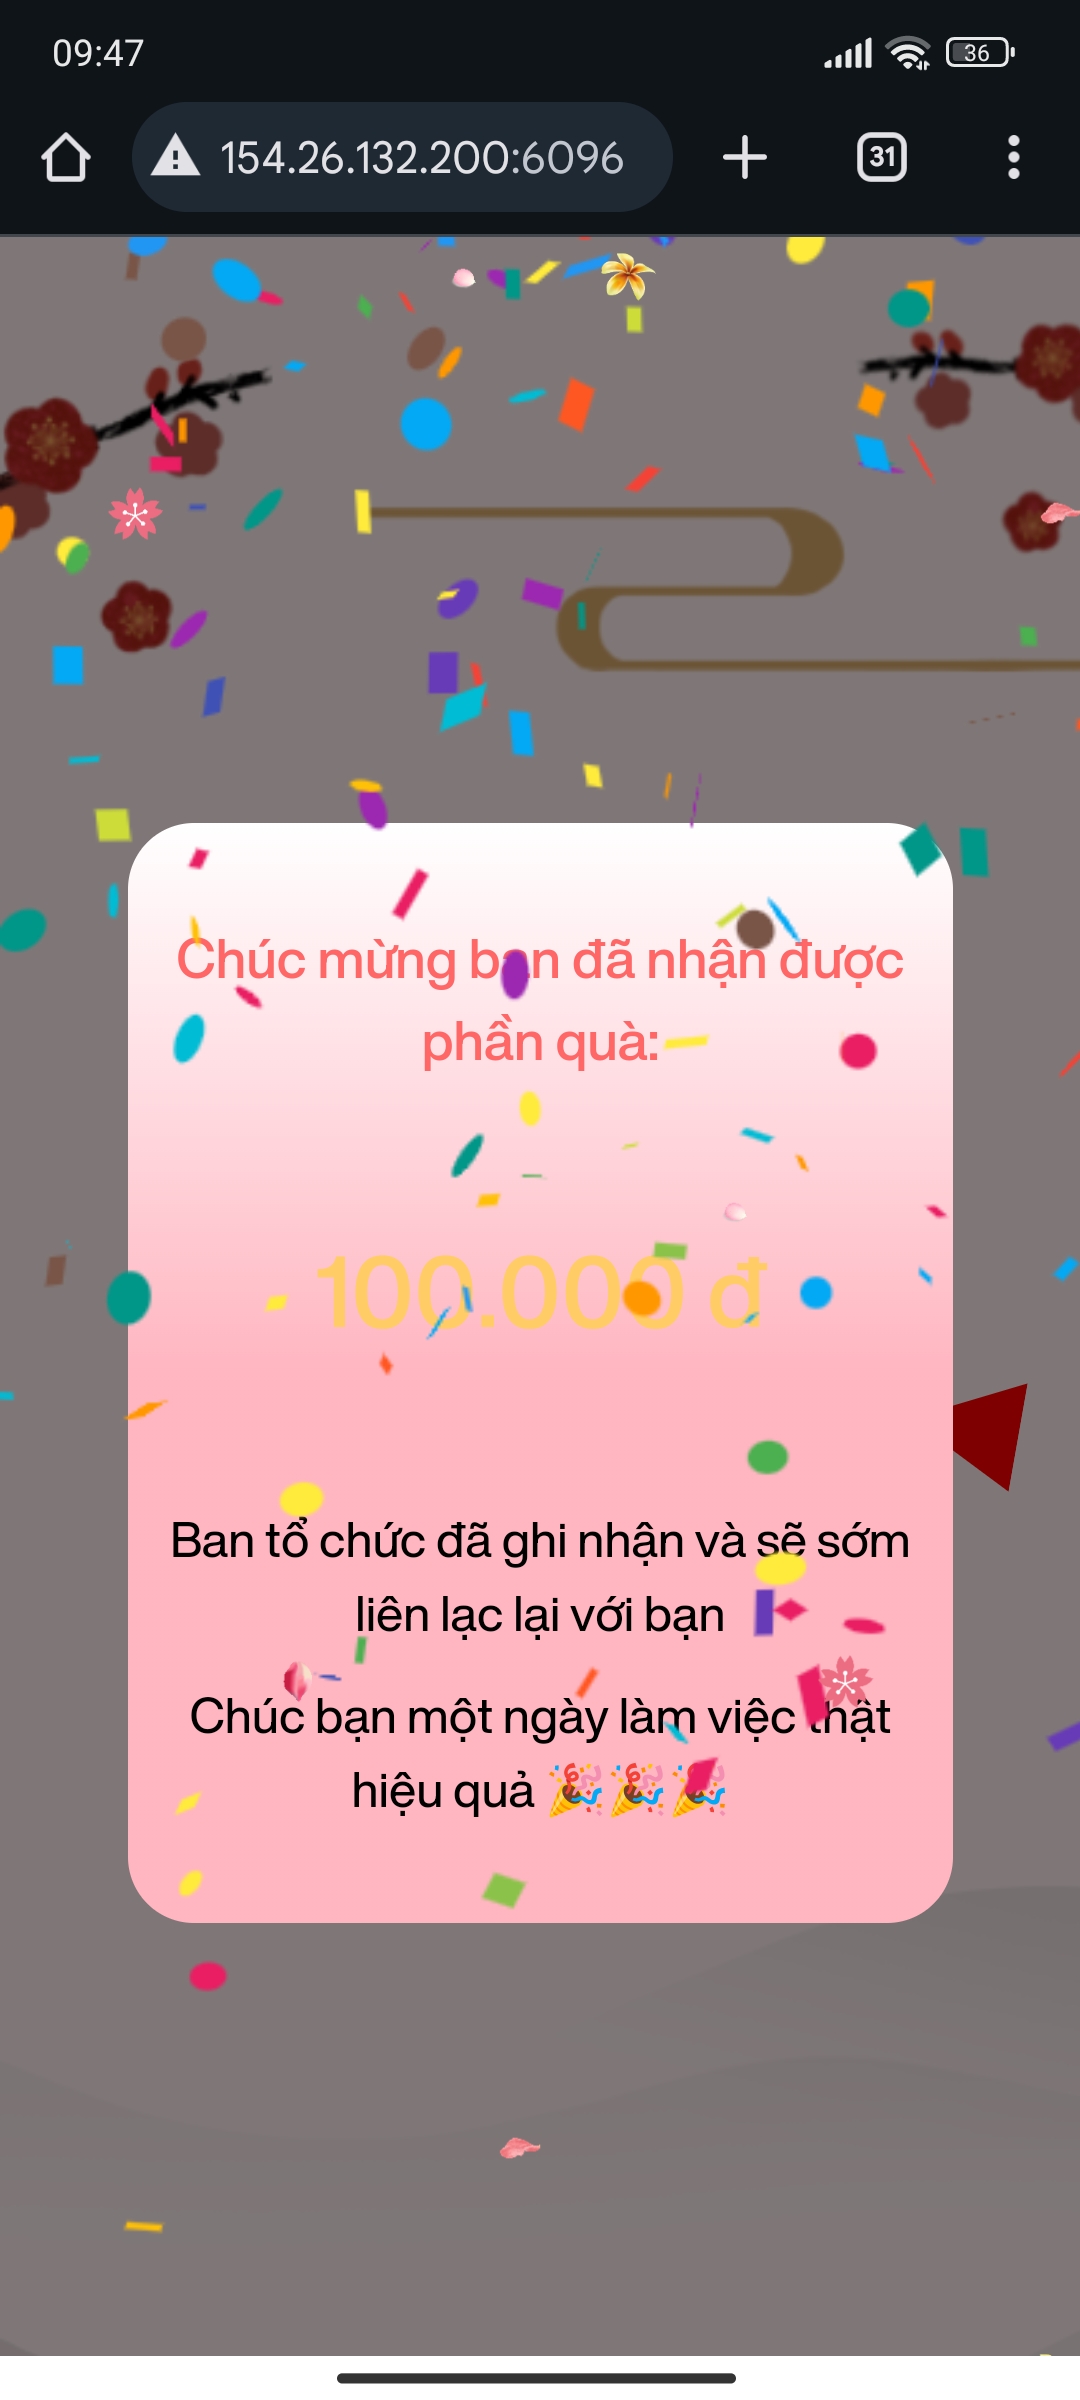 09:47
36
154.26.132.200:6096
31
Chúc mừng bạn đã nhận được
phần quà:
100.000 đ
Ban tổ chức đã ghi nhận và sẽ sớm
liên lạc lại với bạn
Chúc bạn một ngày làm việc thật
hiệu quả 🎉🎉🎉